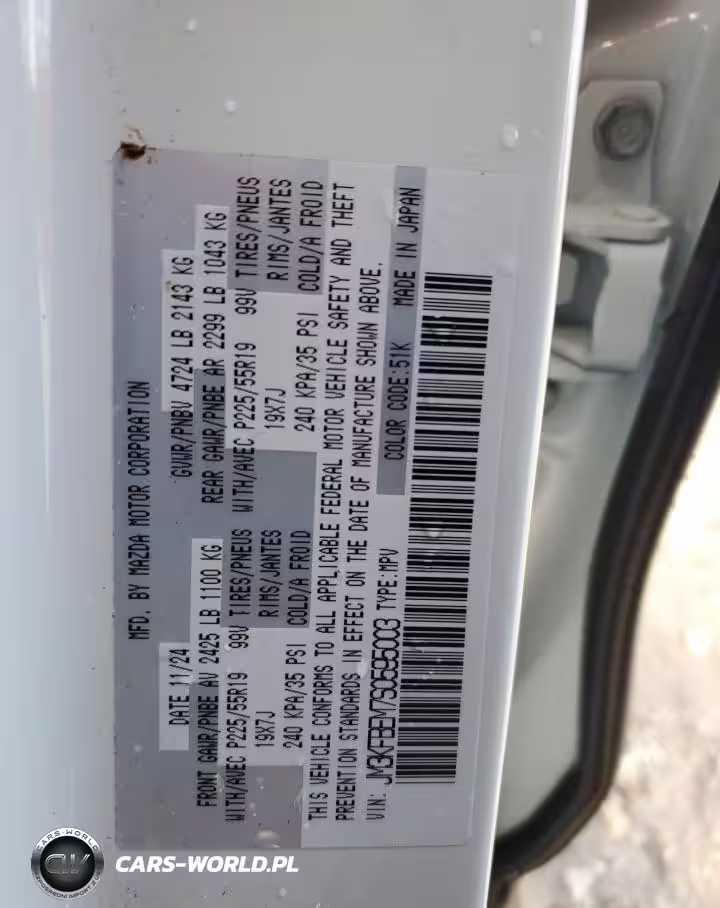 MFD. BY MAZDA MOTOR CORPORATION
DATE 11/24 GVWR/PNBV 4724 LB 2143 KG
FRONT GAWR/PNBE AV 2425 LB 1100 KG REAR GAWR/PNBE AR 2299 LB 1043 KG
WITH/AVEC P225/55R19 99V TIRES/PNEUS WITH/AVEC P225/55R19 99V TIRES/PNEUS
19X7J RIMS/JANTES 19X7J RIMS/JANTES
240 KPA/35 PSI COLD/A FROID 240 KPA/35 PSI COLD/A FROID
THIS VEHICLE CONFORMS TO ALL APPLICABLE FEDERAL MOTOR VEHICLE SAFETY AND THEFT
PREVENTION STANDARDS IN EFFECT ON THE DATE OF MANUFACTURE SHOWN ABOVE.
VIN: JM3KFBEM7S0595003 TYPE:MPV COLOR CODE:51K MADE IN JAPAN
CARS-WORLD
CW
CARS-WORLD.PL